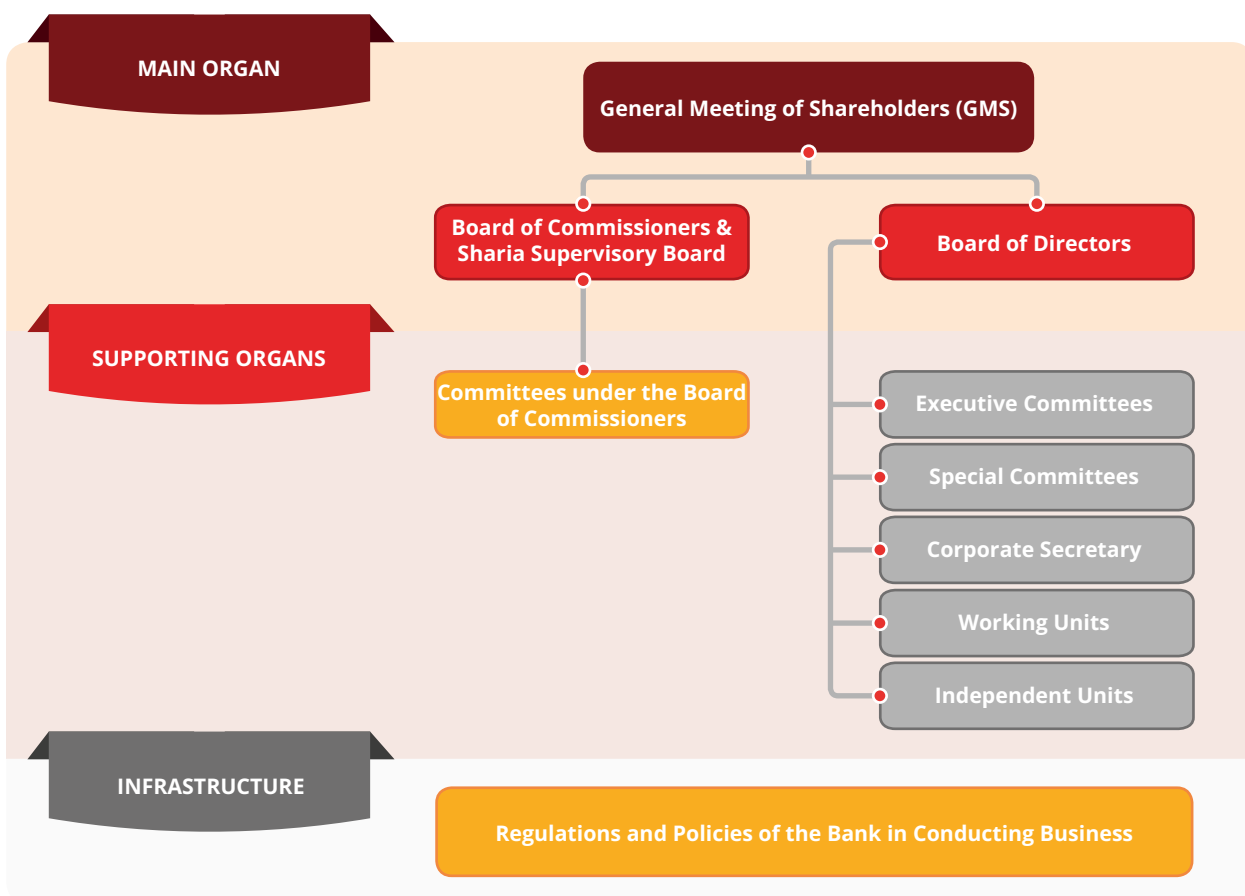 MAIN ORGAN
General Meeting of Shareholders (GMS)
Board of Commissioners &
Sharia Supervisory Board
Board of Directors
SUPPORTING ORGANS
Committees under the Board
of Commissioners
Executive Committees
Special Committees
Corporate Secretary
Working Units
Independent Units
INFRASTRUCTURE
Regulations and Policies of the Bank in Conducting Business